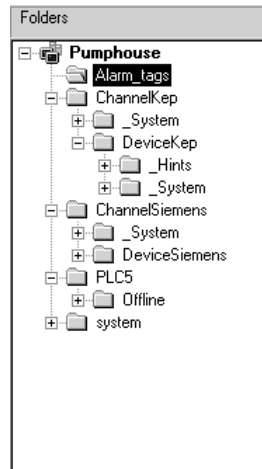 Folders
Pumphouse
Alarm_tags
ChannelKep
_System
DeviceKep
_Hints
_System
ChannelSiemens
_System
DeviceSiemens
PLC5
Offline
system